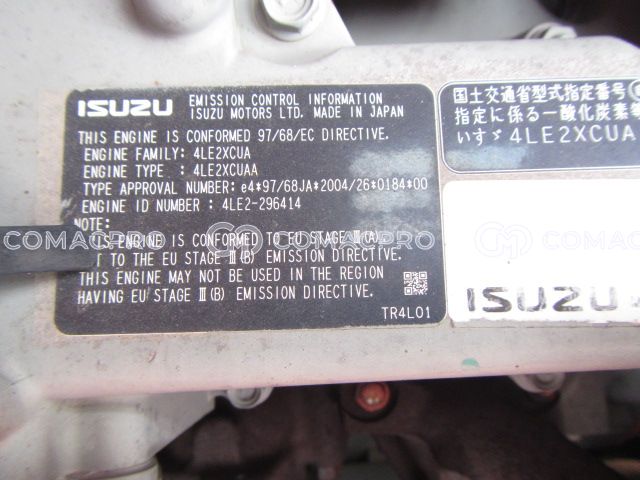 ISUZU
EMISSION CONTROL INFORMATION
ISUZU MOTORS LTD. MADE IN JAPAN
THIS ENGINE IS CONFORMED 97/68/EC DIRECTIVE.
ENGINE FAMILY: 4LE2XCUA
ENGINE TYPE : 4LE2XCUAA
TYPE APPROVAL NUMBER: e4*97/68JA*2004/26*0184*00
ENGINE ID NUMBER : 4LE2-296414
NOTE:
IS ENGINE IS CONFORMED TO EU STAGE Ⅲ(A),
T TO THE EU STAGE Ⅲ(B) EMISSION DIRECTIVE.
THIS ENGINE MAY NOT BE USED IN THE REGION
HAVING EU STAGE Ⅲ(B) EMISSION DIRECTIVE.
TR4L01
国土交通省型式指定番号
指定に係る一酸化炭素等
いすゞ 4LE2XCUA
ISUZU
COMACPRO COMACPRO COMACPRO